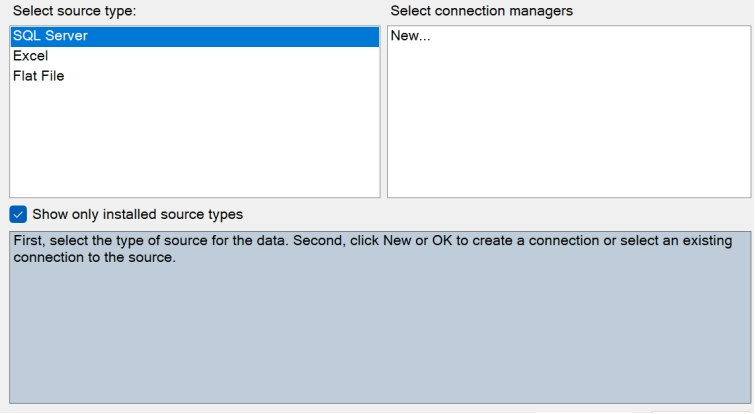 Select source type:
Select connection managers
SQL Server
Excel
Flat File
New...
Show only installed source types
First, select the type of source for the data. Second, click New or OK to create a connection or select an existing
connection to the source.